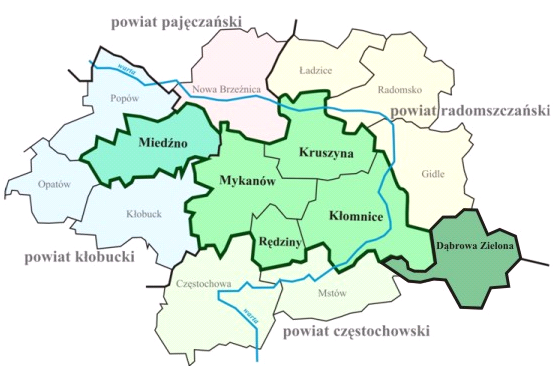 powiat pajęczański
warta
Ładzice
Nowa Brzeźnica
Radomsko
Popów
powiat radomszczański
Miedźno
Kruszyna
Gidle
Mykanów
Opatów
Kłobuck
Kłomnice
Rędziny
Dąbrowa Zielona
powiat kłobucki
Częstochowa
Mstów
warta
powiat częstochowski